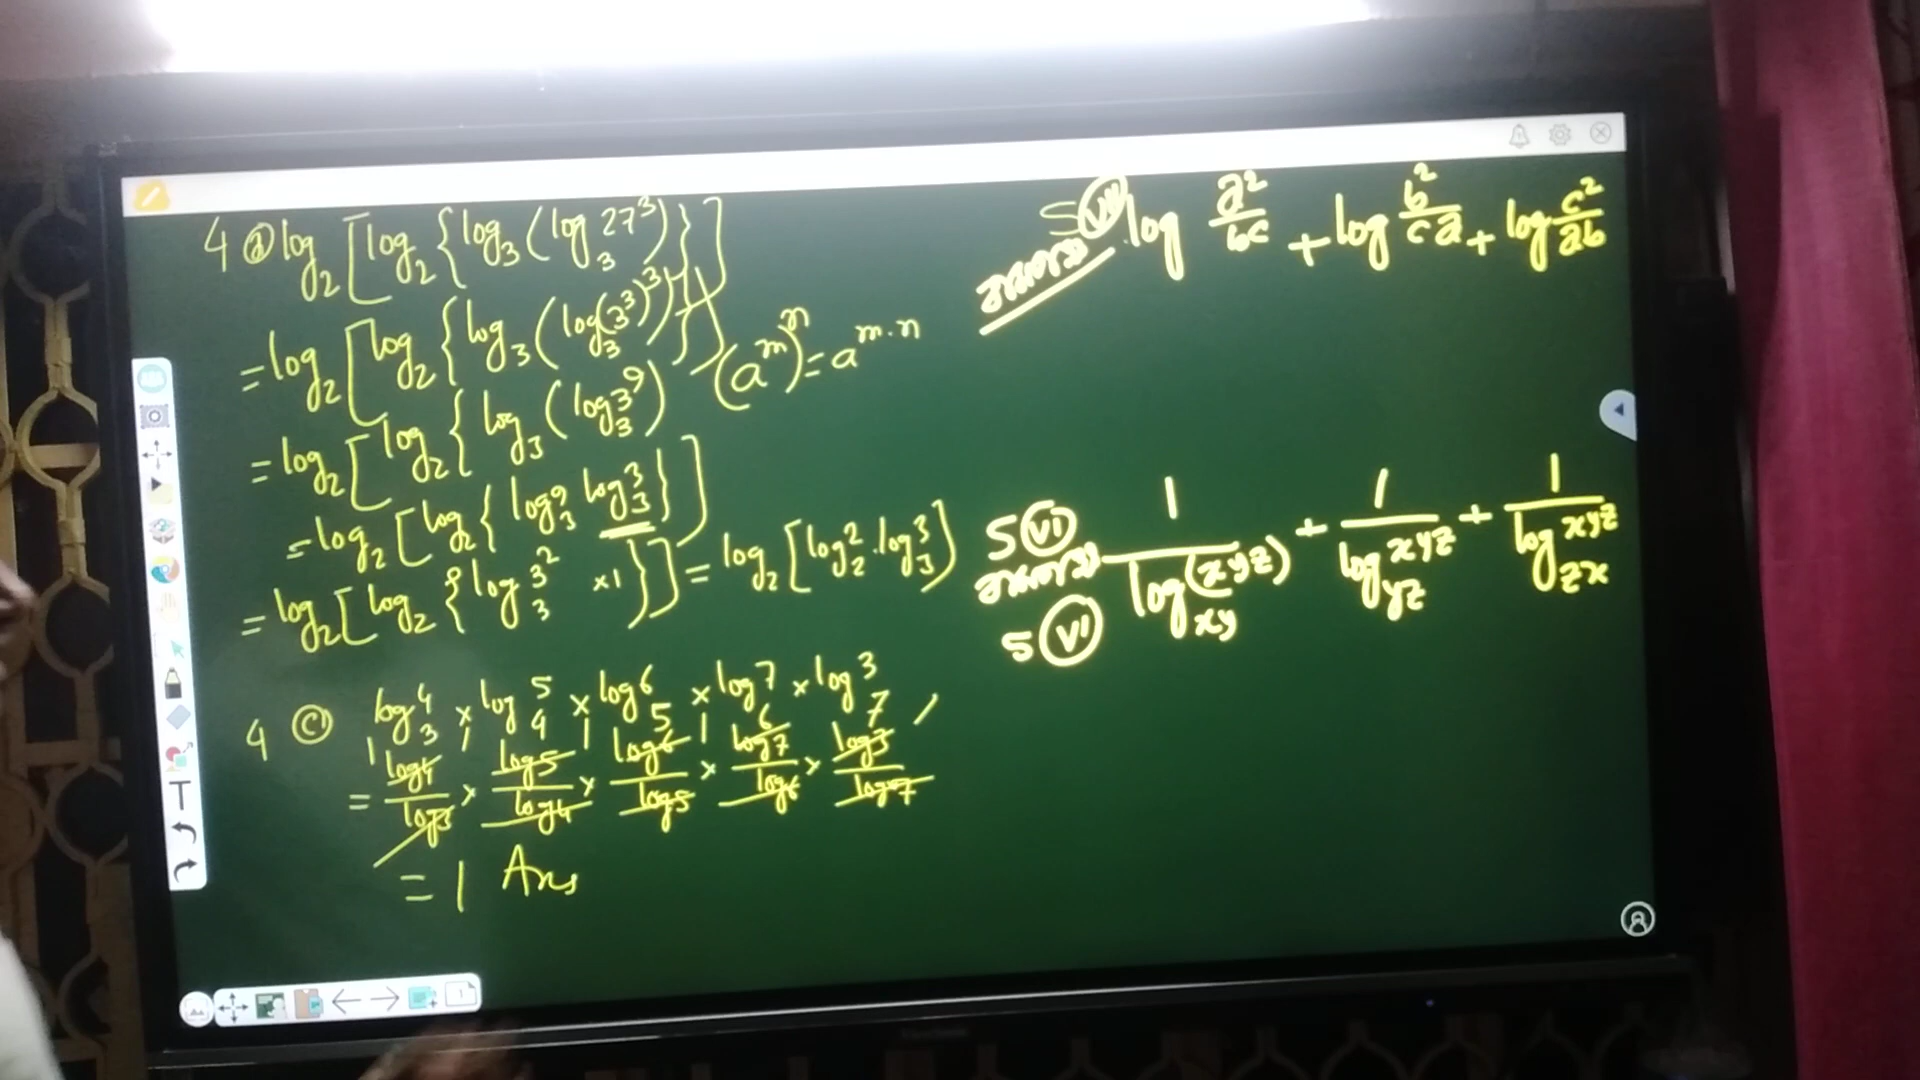 4 ⓐ log₂ [log₂ {log₃ (log₃ 27³)}]
= log₂ [log₂ {log₃ (log₃ (3³)³)}]
(aᵐ)ⁿ = aᵐ·ⁿ
= log₂ [log₂ { log₃ (log₃ 3⁹)
= log₂ [log₂ { log₃ 9 log₃ 3 } ]
= log₂ [log₂ { log₃ 3² ×1 } ] = log₂ [log₂ 2 · log₃ 3]
4 ⓒ log₃ 4 × log₄ 5 × log₅ 6 × log₆ 7 × log₇ 3
= log4/log3 × log5/log4 × log6/log5 × log7/log6 × log3/log7
= 1 Ans
log a²/bc + log b²/ca + log c²/ab
5 (vi) 1/log_xy (xyz) + 1/log_yz xyz + 1/log_zx xyz
5 (vi)